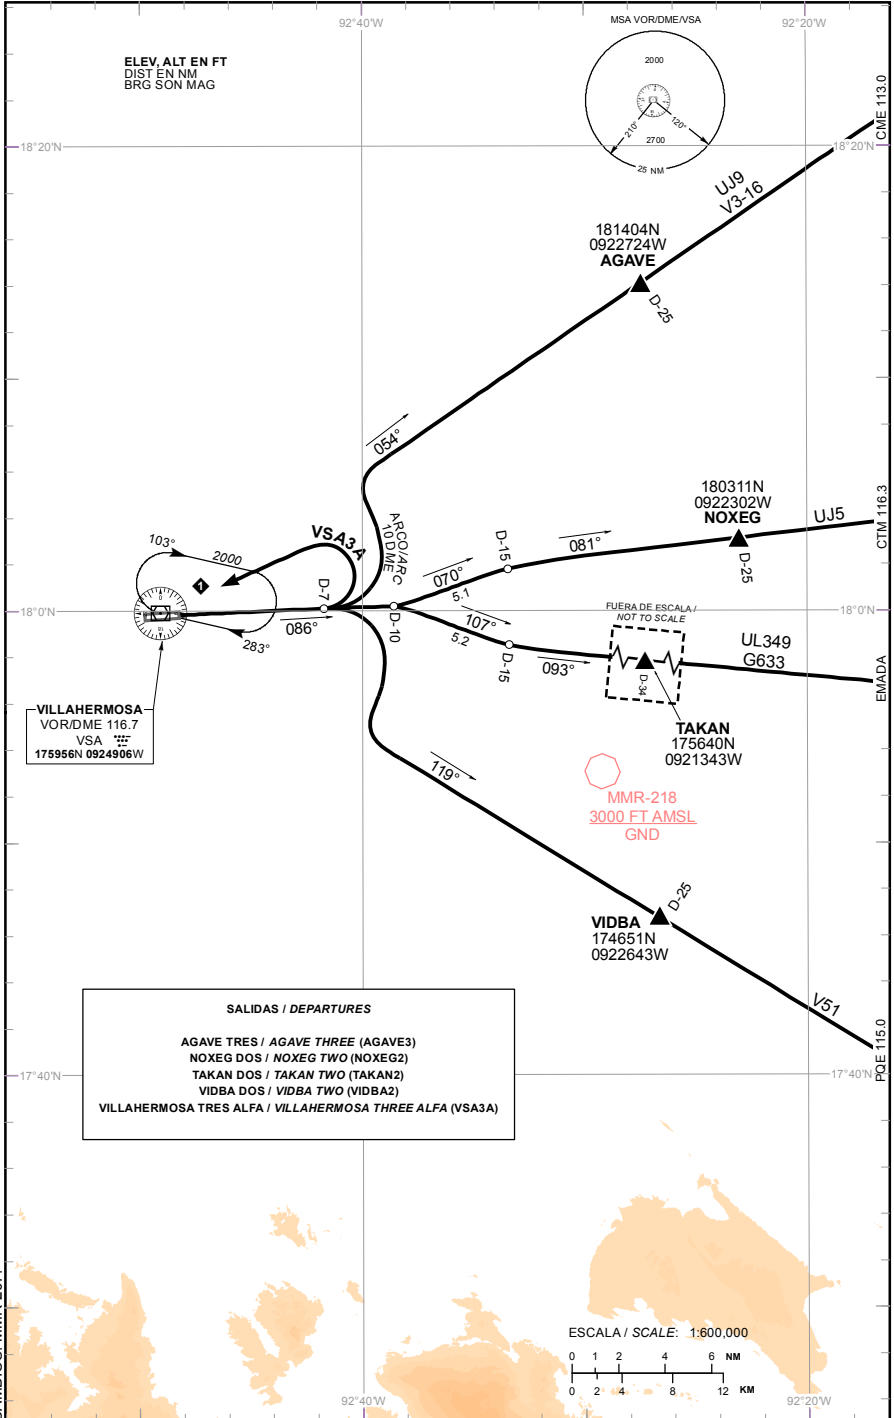 92°40'W
92°20'W
MSA VOR/DME/VSA
2000
210°
120°
2700
25 NM
ELEV, ALT EN FT
DIST EN NM
BRG SON MAG
CME 113.0
18°20'N
18°20'N
UJ9
V3-16
181404N
0922724W
AGAVE
D-25
054°
ARCO/ARC
10 DME
VSA3A
180311N
0922302W
NOXEG
D-25
UJ5
CTM 116.3
103°
2000
1
283°
086°
D-7
D-10
070°
5.1
D-15
081°
18°0'N
18°0'N
107°
5.2
D-15
093°
FUERA DE ESCALA /
NOT TO SCALE
D-34
UL349
G633
EMADA
TAKAN
175640N
0921343W
VILLAHERMOSA
VOR/DME 116.7
VSA
175956N 0924906W
119°
MMR-218
3000 FT AMSL
GND
D-25
VIDBA
174651N
0922643W
V51
PQE 115.0
SALIDAS / DEPARTURES
AGAVE TRES / AGAVE THREE (AGAVE3)
NOXEG DOS / NOXEG TWO (NOXEG2)
TAKAN DOS / TAKAN TWO (TAKAN2)
VIDBA DOS / VIDBA TWO (VIDBA2)
VILLAHERMOSA TRES ALFA / VILLAHERMOSA THREE ALFA (VSA3A)
17°40'N
17°40'N
ESCALA / SCALE: 1:600,000
0 1 2 4 6 NM
0 2 4 8 12 KM
92°40'W
92°20'W